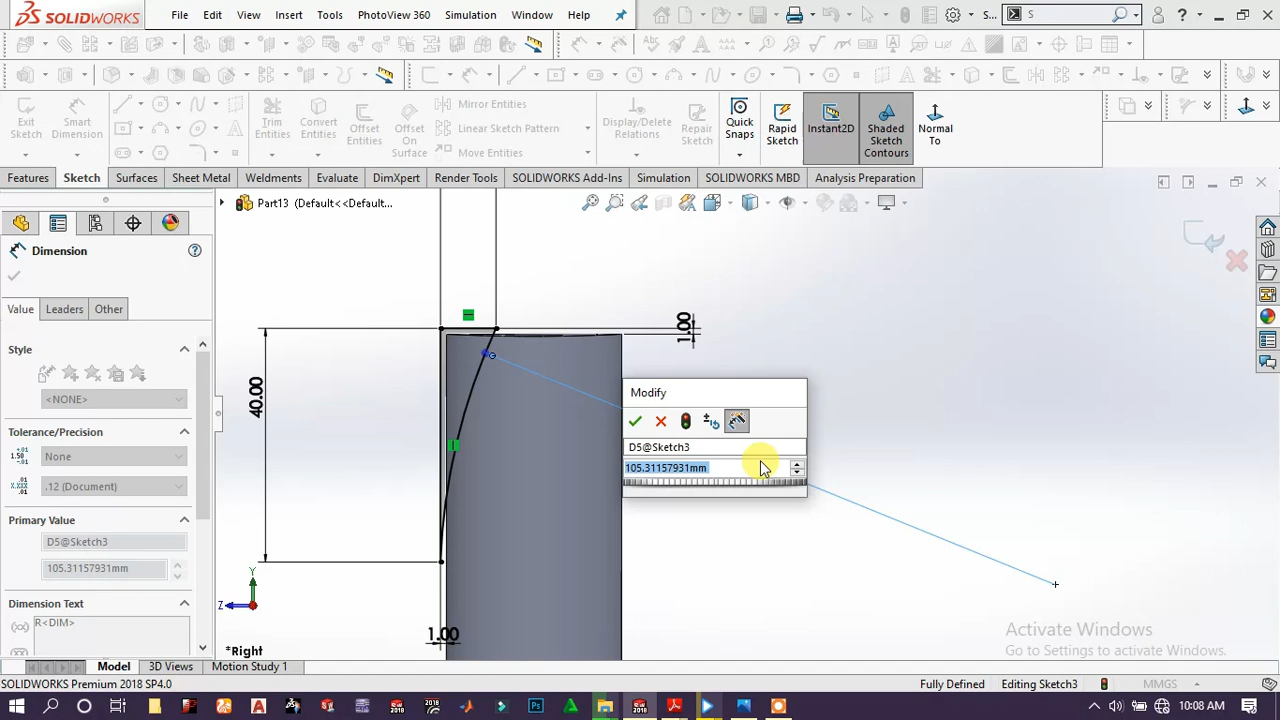 SOLIDWORKS File Edit View Insert Tools PhotoView 360 Simulation Window Help S... S ?
Exit Sketch
Smart Dimension
Trim Entities
Convert Entities
Offset Entities
Offset On Surface
Mirror Entities
Linear Sketch Pattern
Move Entities
Display/Delete Relations
Repair Sketch
Quick Snaps
Rapid Sketch
Instant2D
Shaded Sketch Contours
Normal To
Features Sketch Surfaces Sheet Metal Weldments Evaluate DimXpert Render Tools SOLIDWORKS Add-Ins Simulation SOLIDWORKS MBD Analysis Preparation
Part13 (Default<<Default...
Dimension
Value Leaders Other
Style
<NONE>
Tolerance/Precision
None
.12 (Document)
Primary Value
D5@Sketch3
105.31157931mm
Dimension Text
R<DIM>
40.00
1.00
1.00
Modify
D5@Sketch3
105.31157931mm
Y
Z
*Right
Activate Windows
Go to Settings to activate Windows.
Model 3D Views Motion Study 1
SOLIDWORKS Premium 2018 SP4.0 Fully Defined Editing Sketch3 MMGS
10:08 AM